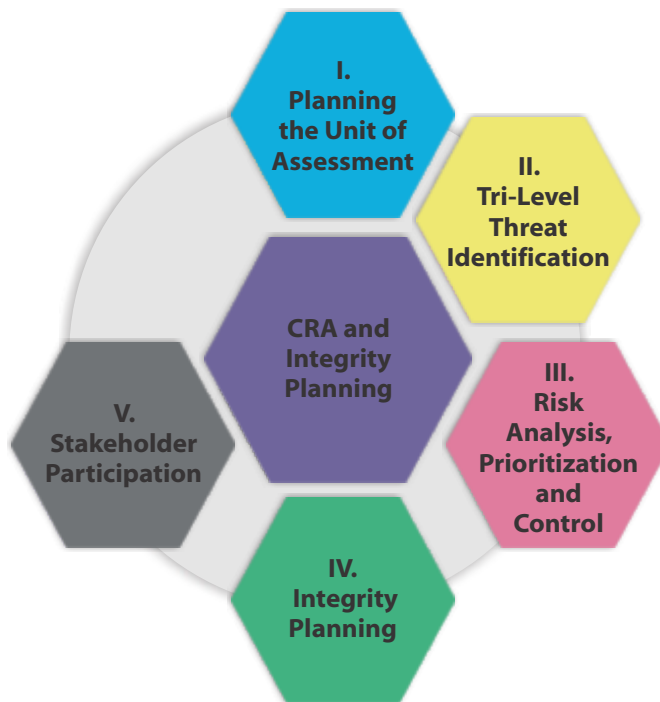 I.
Planning
the Unit of
Assessment
II.
Tri-Level
Threat
Identification
CRA and
Integrity
Planning
III.
Risk
Analysis,
Prioritization
and
Control
IV.
Integrity
Planning
V.
Stakeholder
Participation